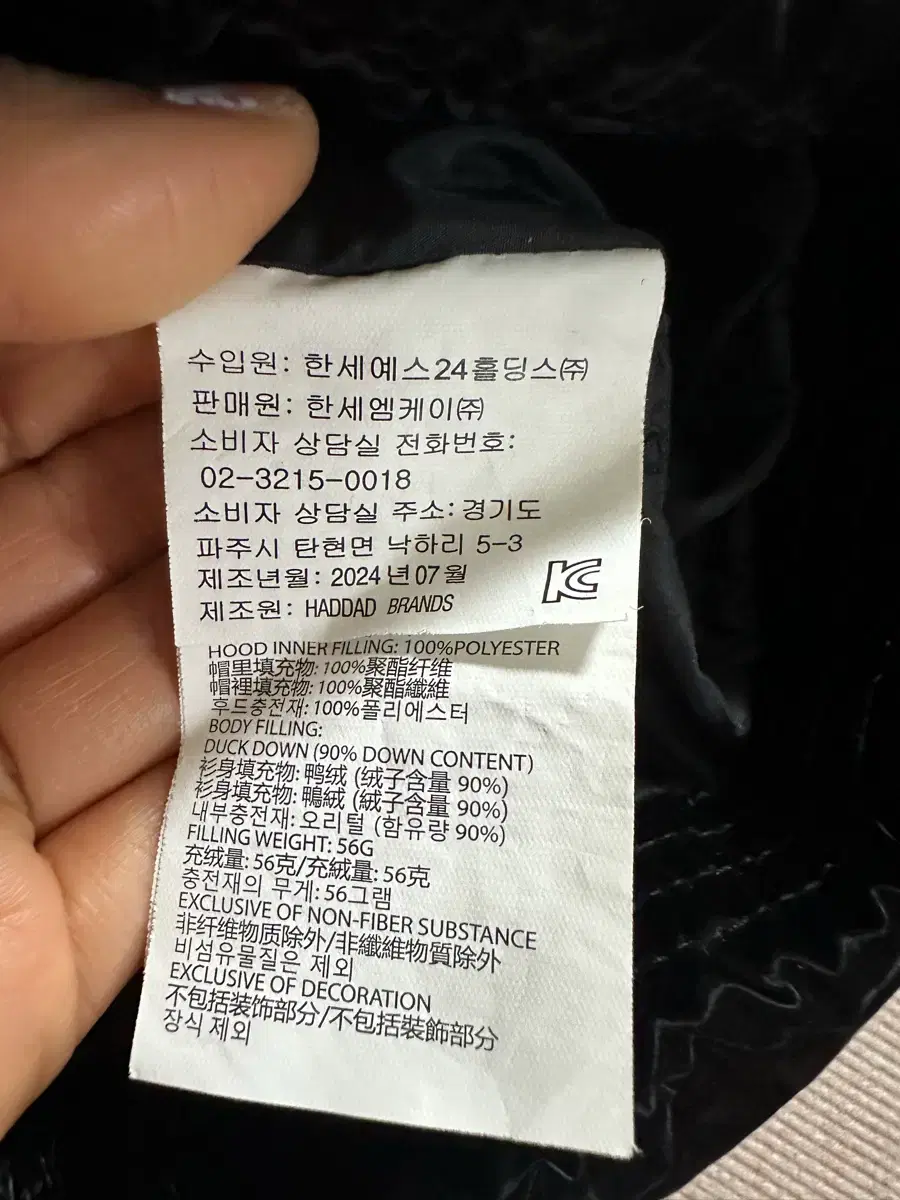 수입원: 한세예스24홀딩스㈜
판매원: 한세엠케이㈜
소비자 상담실 전화번호:
02-3215-0018
소비자 상담실 주소: 경기도
파주시 탄현면 낙하리 5-3
제조년월: 2024년 07월
제조원: HADDAD BRANDS
KC
HOOD INNER FILLING: 100%POLYESTER
帽里填充物: 100%聚酯纤维
帽裡填充物: 100%聚酯纖維
후드충전재: 100%폴리에스터
BODY FILLING:
DUCK DOWN (90% DOWN CONTENT)
衫身填充物: 鸭绒 (绒子含量 90%)
衫身填充物: 鴨絨 (絨子含量 90%)
내부충전재: 오리털 (함유량 90%)
FILLING WEIGHT: 56G
充绒量: 56克/充絨量: 56克
충전재의 무게: 56그램
EXCLUSIVE OF NON-FIBER SUBSTANCE
非纤维物质除外/非纖維物質除外
비섬유물질은 제외
EXCLUSIVE OF DECORATION
不包括装饰部分/不包括裝飾部分
장식 제외